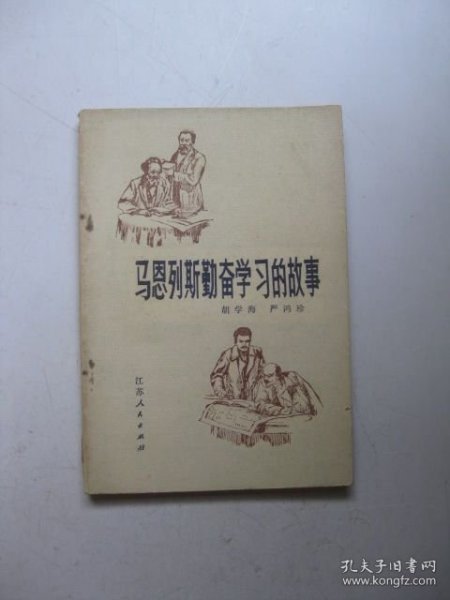 马恩列斯勤奋学习的故事
胡学海 严鸿珍
江苏人民出版社
孔夫子旧书网
www.kongfz.com